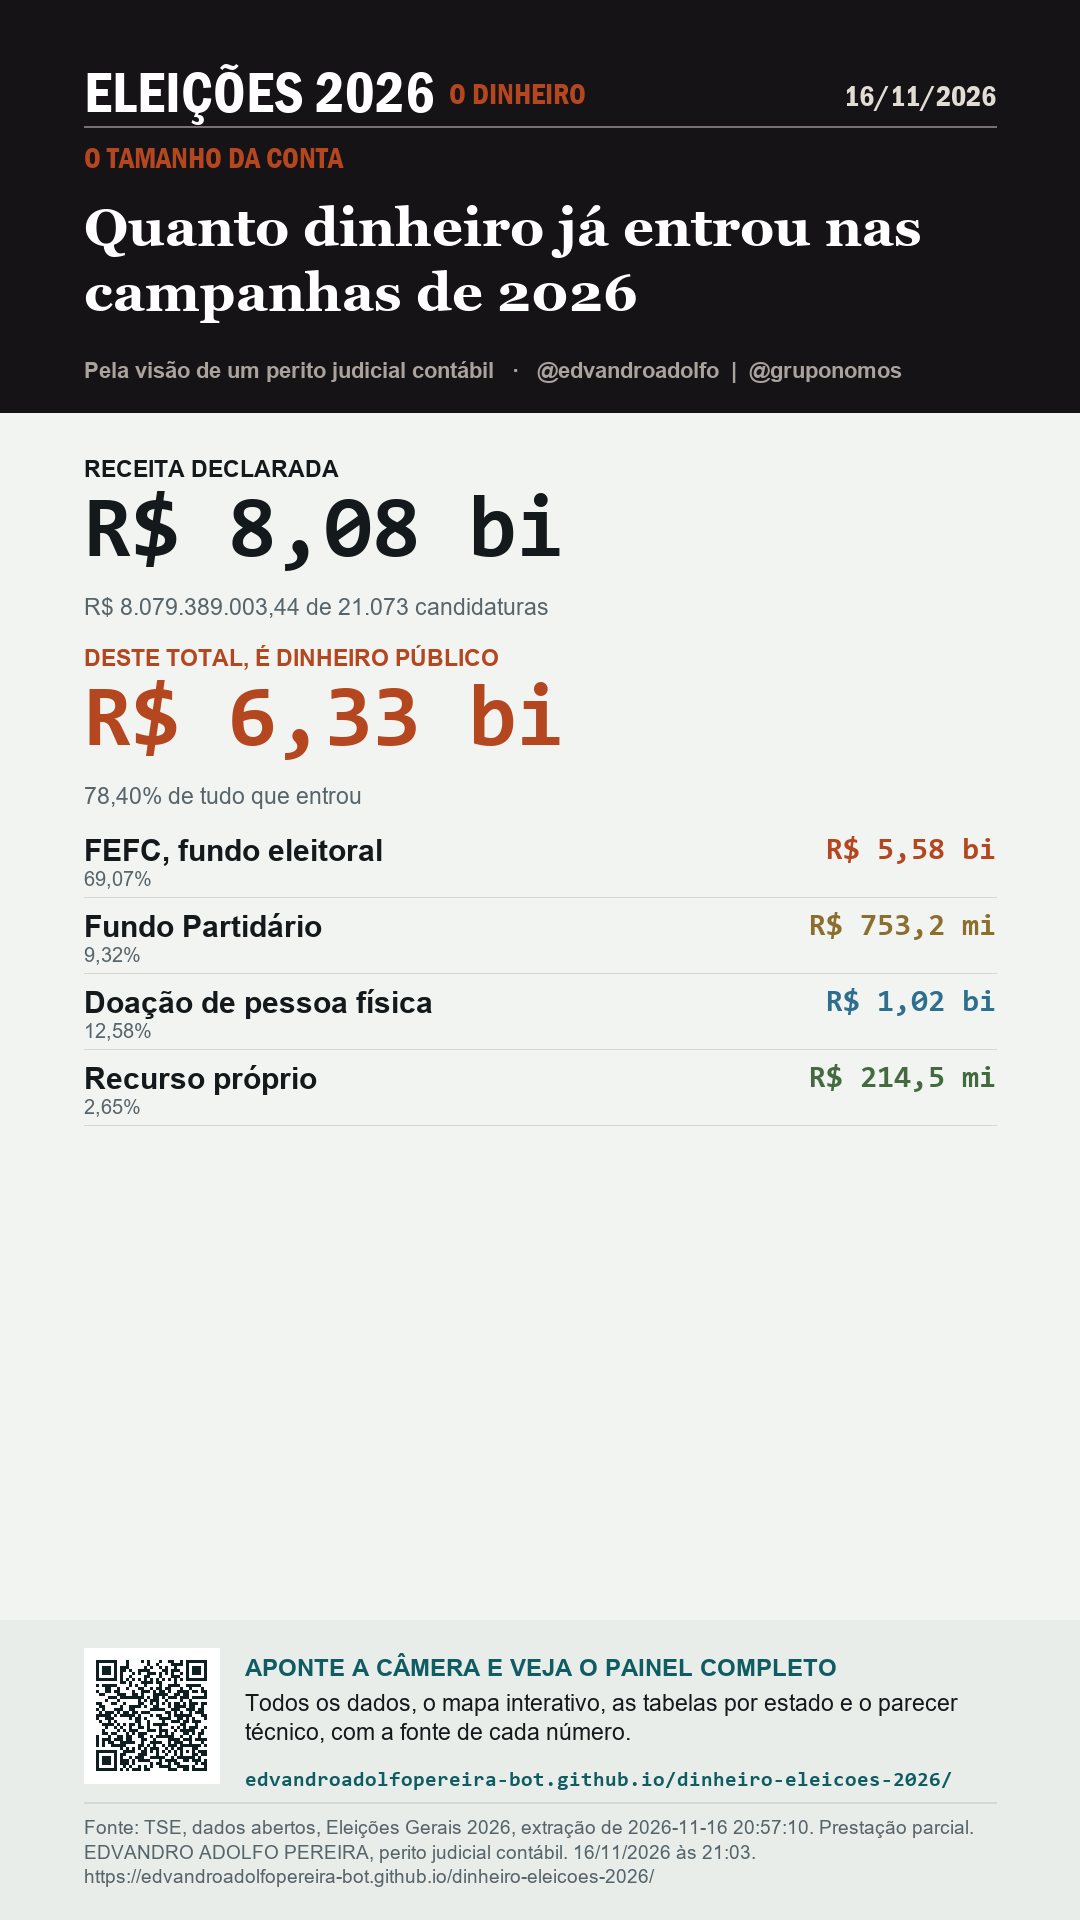 ELEIÇÕES 2026 O DINHEIRO 16/11/2026
O TAMANHO DA CONTA
Quanto dinheiro já entrou nas
campanhas de 2026
Pela visão de um perito judicial contábil · @edvandroadolfo | @gruponomos
RECEITA DECLARADA
R$ 8,08 bi
R$ 8.079.389.003,44 de 21.073 candidaturas
DESTE TOTAL, É DINHEIRO PÚBLICO
R$ 6,33 bi
78,40% de tudo que entrou
FEFC, fundo eleitoral R$ 5,58 bi
69,07%
Fundo Partidário R$ 753,2 mi
9,32%
Doação de pessoa física R$ 1,02 bi
12,58%
Recurso próprio R$ 214,5 mi
2,65%
APONTE A CÂMERA E VEJA O PAINEL COMPLETO
Todos os dados, o mapa interativo, as tabelas por estado e o parecer
técnico, com a fonte de cada número.
edvandroadolfopereira-bot.github.io/dinheiro-eleicoes-2026/
Fonte: TSE, dados abertos, Eleições Gerais 2026, extração de 2026-11-16 20:57:10. Prestação parcial.
EDVANDRO ADOLFO PEREIRA, perito judicial contábil. 16/11/2026 às 21:03.
https://edvandroadolfopereira-bot.github.io/dinheiro-eleicoes-2026/